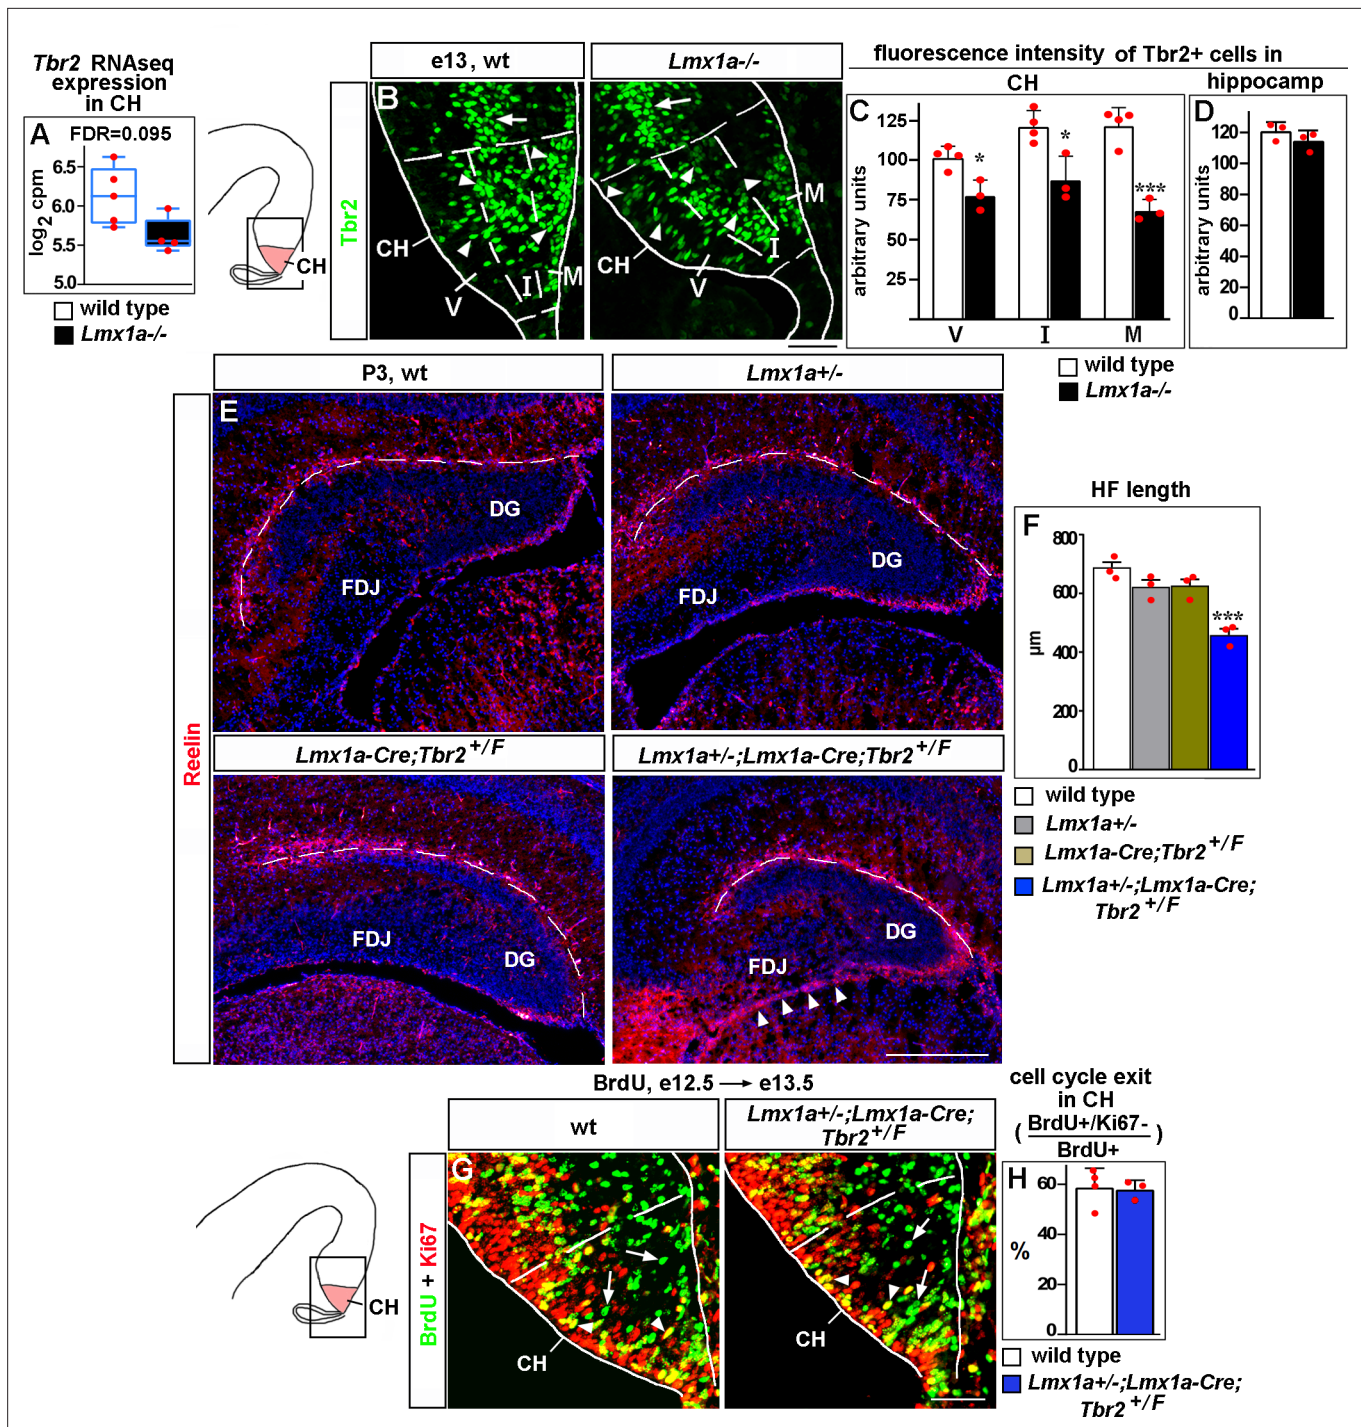 Tbr2 RNAseq
expression
in CH
A
FDR=0.095
log2 cpm
6.5
6.0
5.5
5.0
wild type
Lmx1a-/-
CH
e13, wt
Lmx1a-/-
Tbr2
B
CH
V
I
M
CH
V
I
M
fluorescence intensity of Tbr2+ cells in
CH
hippocamp
C
arbitrary units
125
100
75
50
25
*
*
***
V
I
M
D
arbitrary units
120
100
80
60
40
20
0
wild type
Lmx1a-/-
P3, wt
Lmx1a+/-
Reelin
E
DG
FDJ
DG
FDJ
Lmx1a-Cre;Tbr2+/F
Lmx1a+/-;Lmx1a-Cre;Tbr2+/F
FDJ
DG
DG
FDJ
HF length
F
800
600
400
200
0
µm
***
wild type
Lmx1a+/-
Lmx1a-Cre;Tbr2+/F
Lmx1a+/-;Lmx1a-Cre;
Tbr2+/F
BrdU, e12.5 → e13.5
wt
Lmx1a+/-;Lmx1a-Cre;
Tbr2+/F
BrdU + Ki67
G
CH
CH
CH
cell cycle exit
in CH
(BrdU+/Ki67-)
BrdU+
H
60
40
%
20
0
wild type
Lmx1a+/-;Lmx1a-Cre;
Tbr2+/F